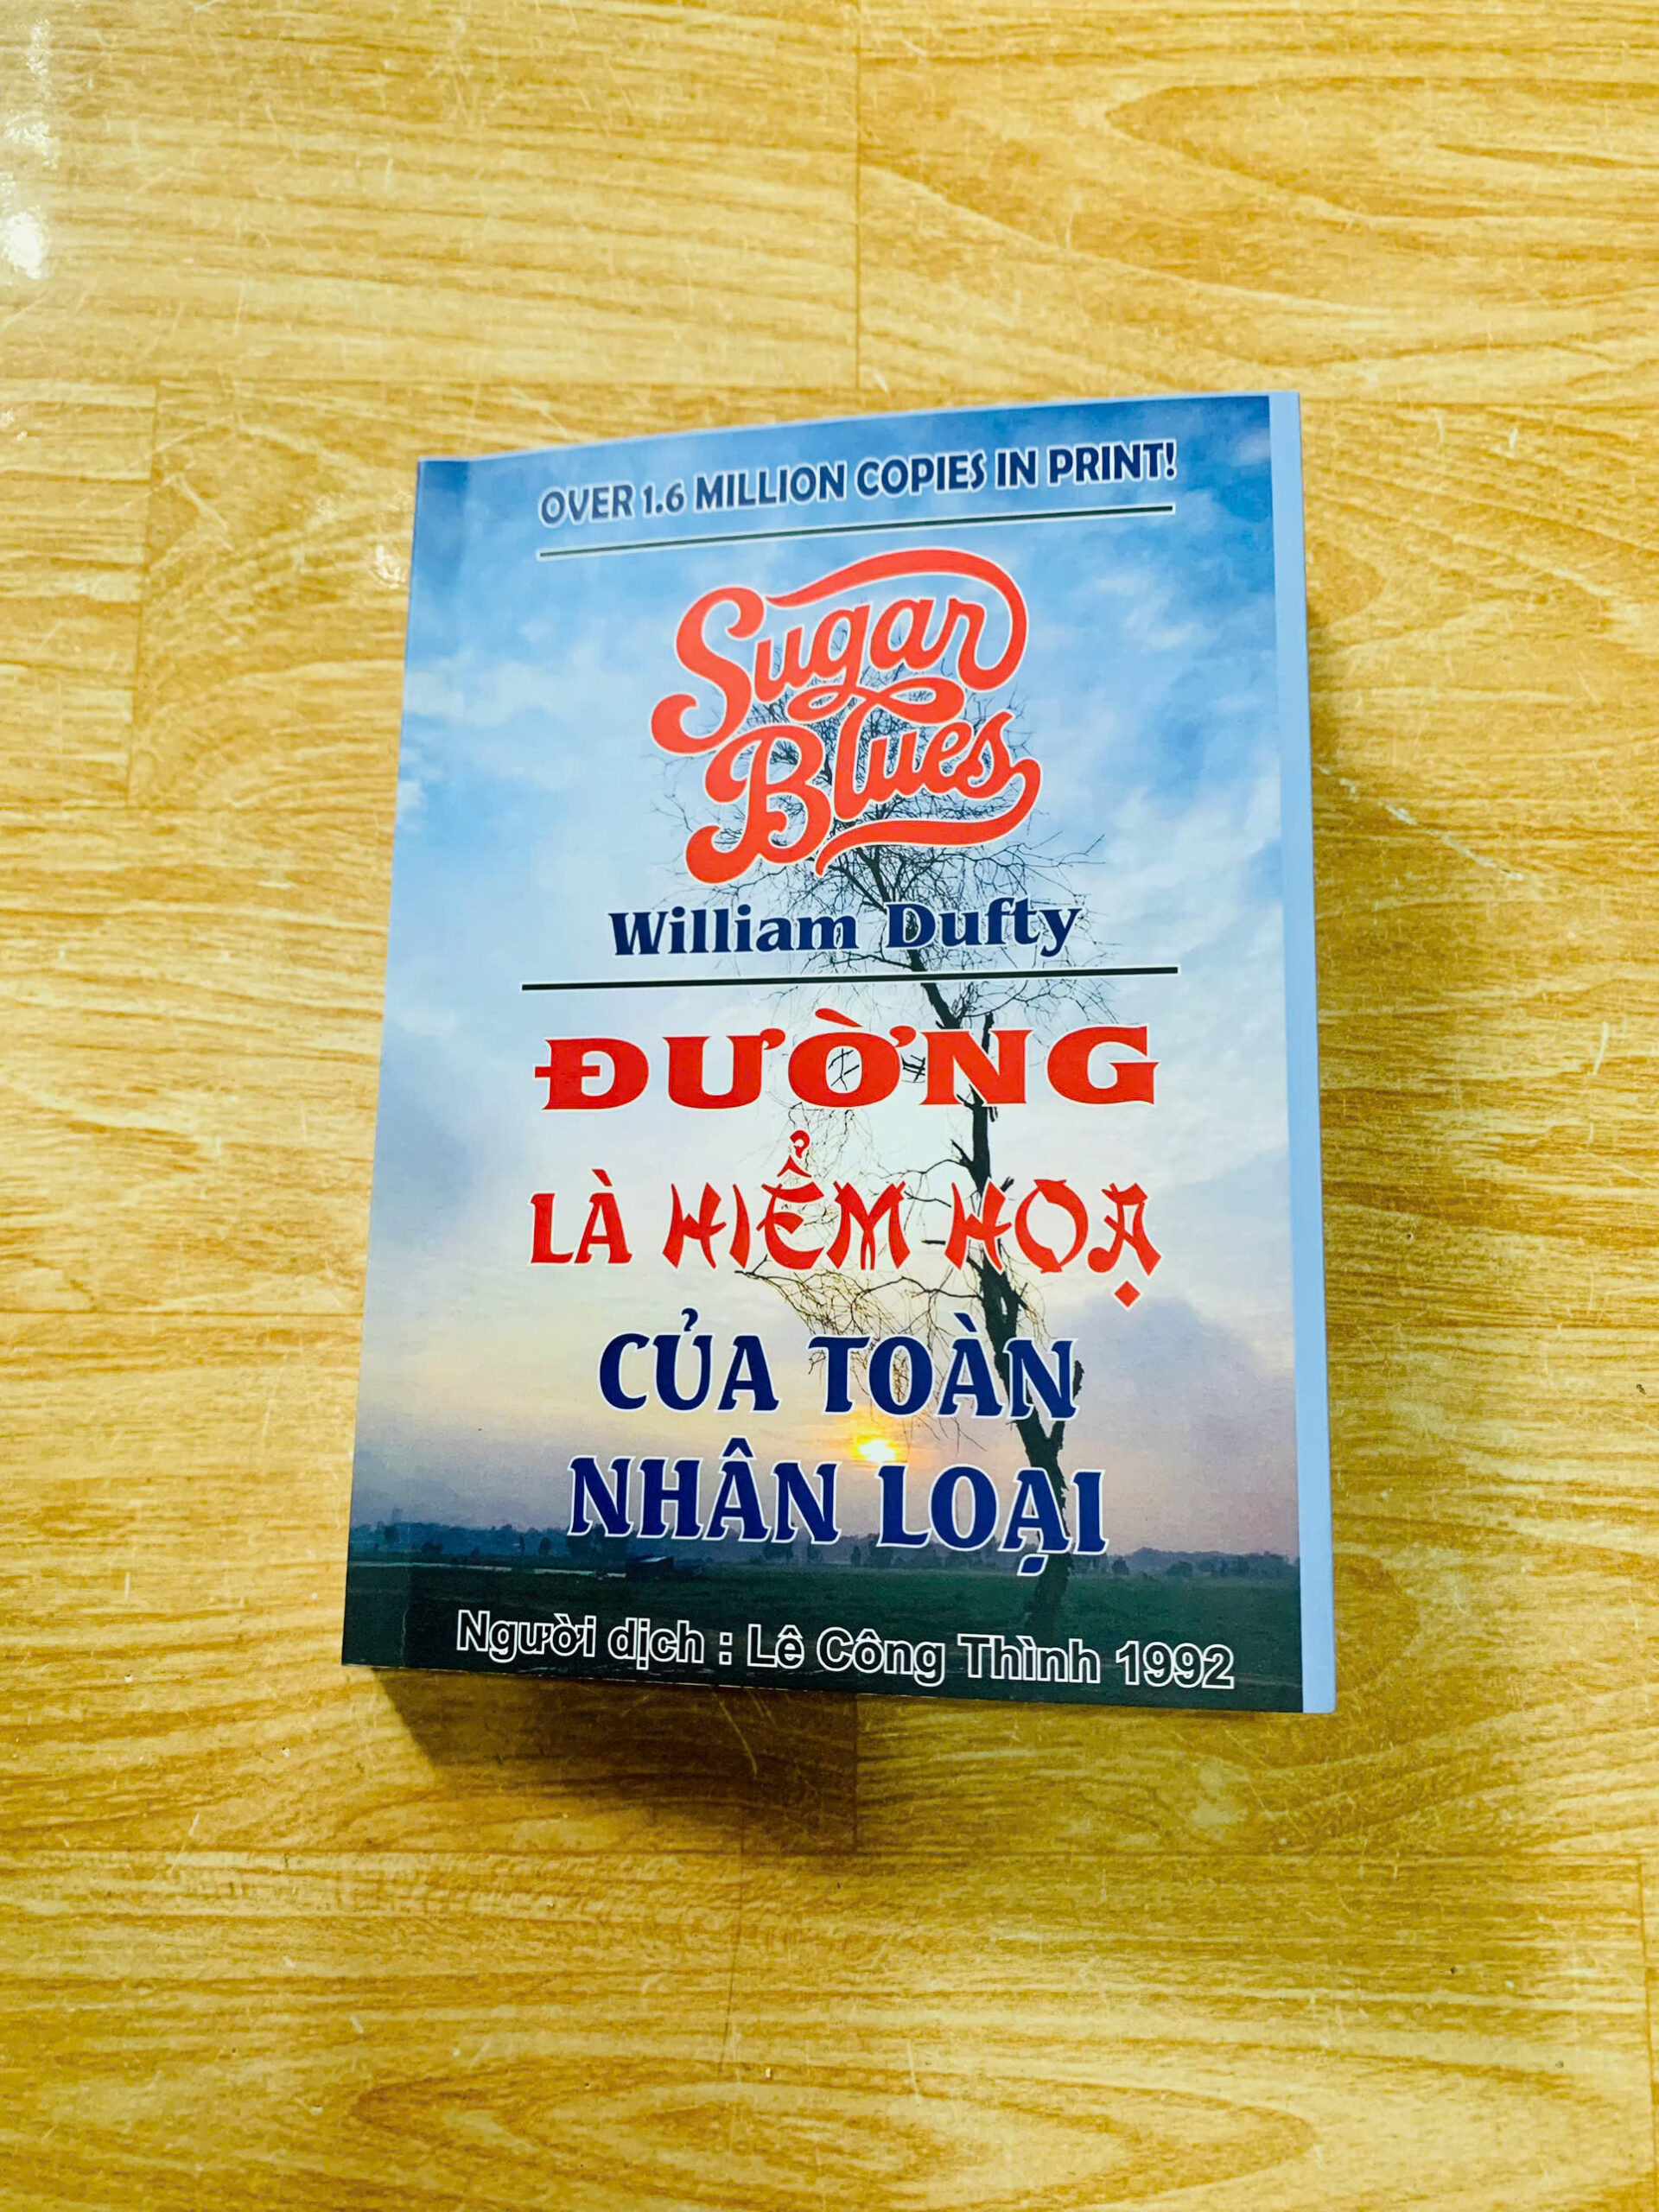 OVER 1.6 MILLION COPIES IN PRINT!
Sugar
Blues
William Dufty
ĐƯỜNG
LÀ HIỂM HOẠ
CỦA TOÀN
NHÂN LOẠI
Người dịch : Lê Công Thình 1992